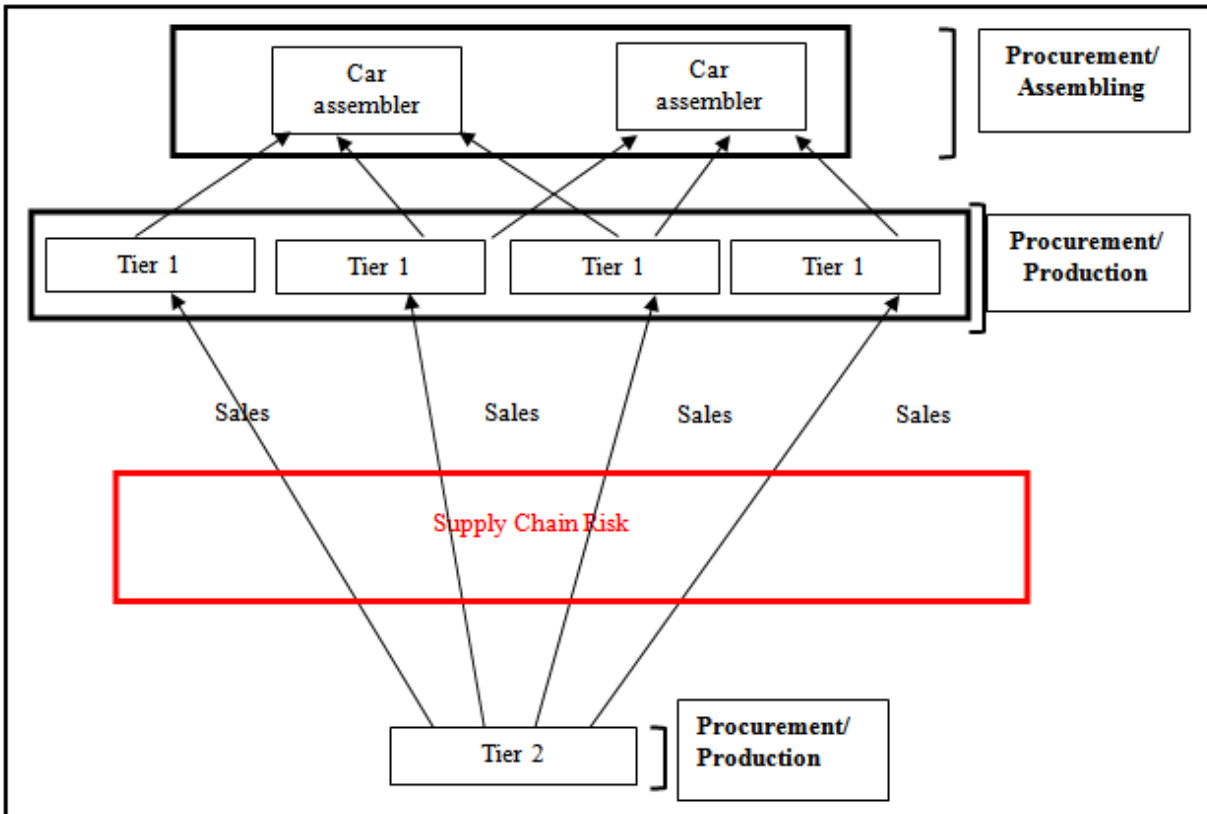 Car
assembler
Car
assembler
Procurement/
Assembling
Tier 1
Tier 1
Tier 1
Tier 1
Procurement/
Production
Sales
Sales
Sales
Sales
Supply Chain Risk
Tier 2
Procurement/
Production